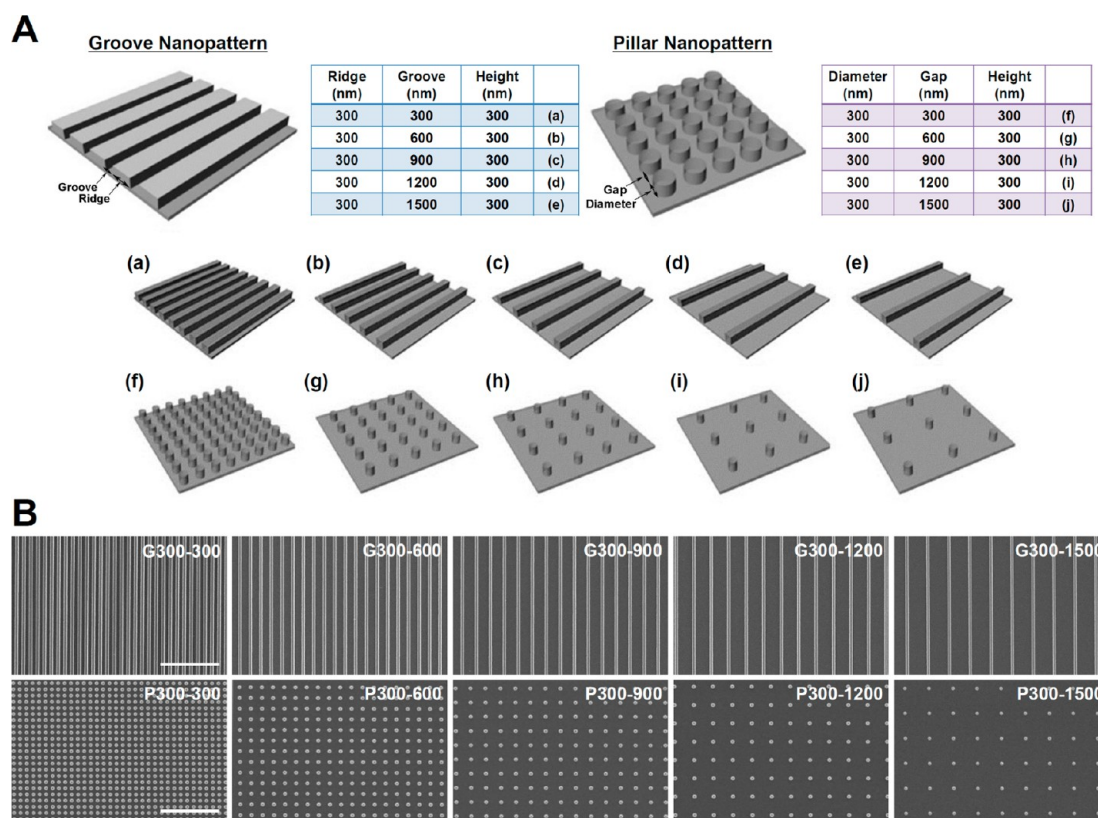 A
Groove Nanopattern
Ridge (nm) Groove (nm) Height (nm)
300 300 300 (a)
300 600 300 (b)
300 900 300 (c)
300 1200 300 (d)
300 1500 300 (e)
Groove
Ridge
Pillar Nanopattern
Diameter (nm) Gap (nm) Height (nm)
300 300 300 (f)
300 600 300 (g)
300 900 300 (h)
300 1200 300 (i)
300 1500 300 (j)
Gap
Diameter
(a) (b) (c) (d) (e)
(f) (g) (h) (i) (j)
B
G300-300 G300-600 G300-900 G300-1200 G300-1500
P300-300 P300-600 P300-900 P300-1200 P300-1500